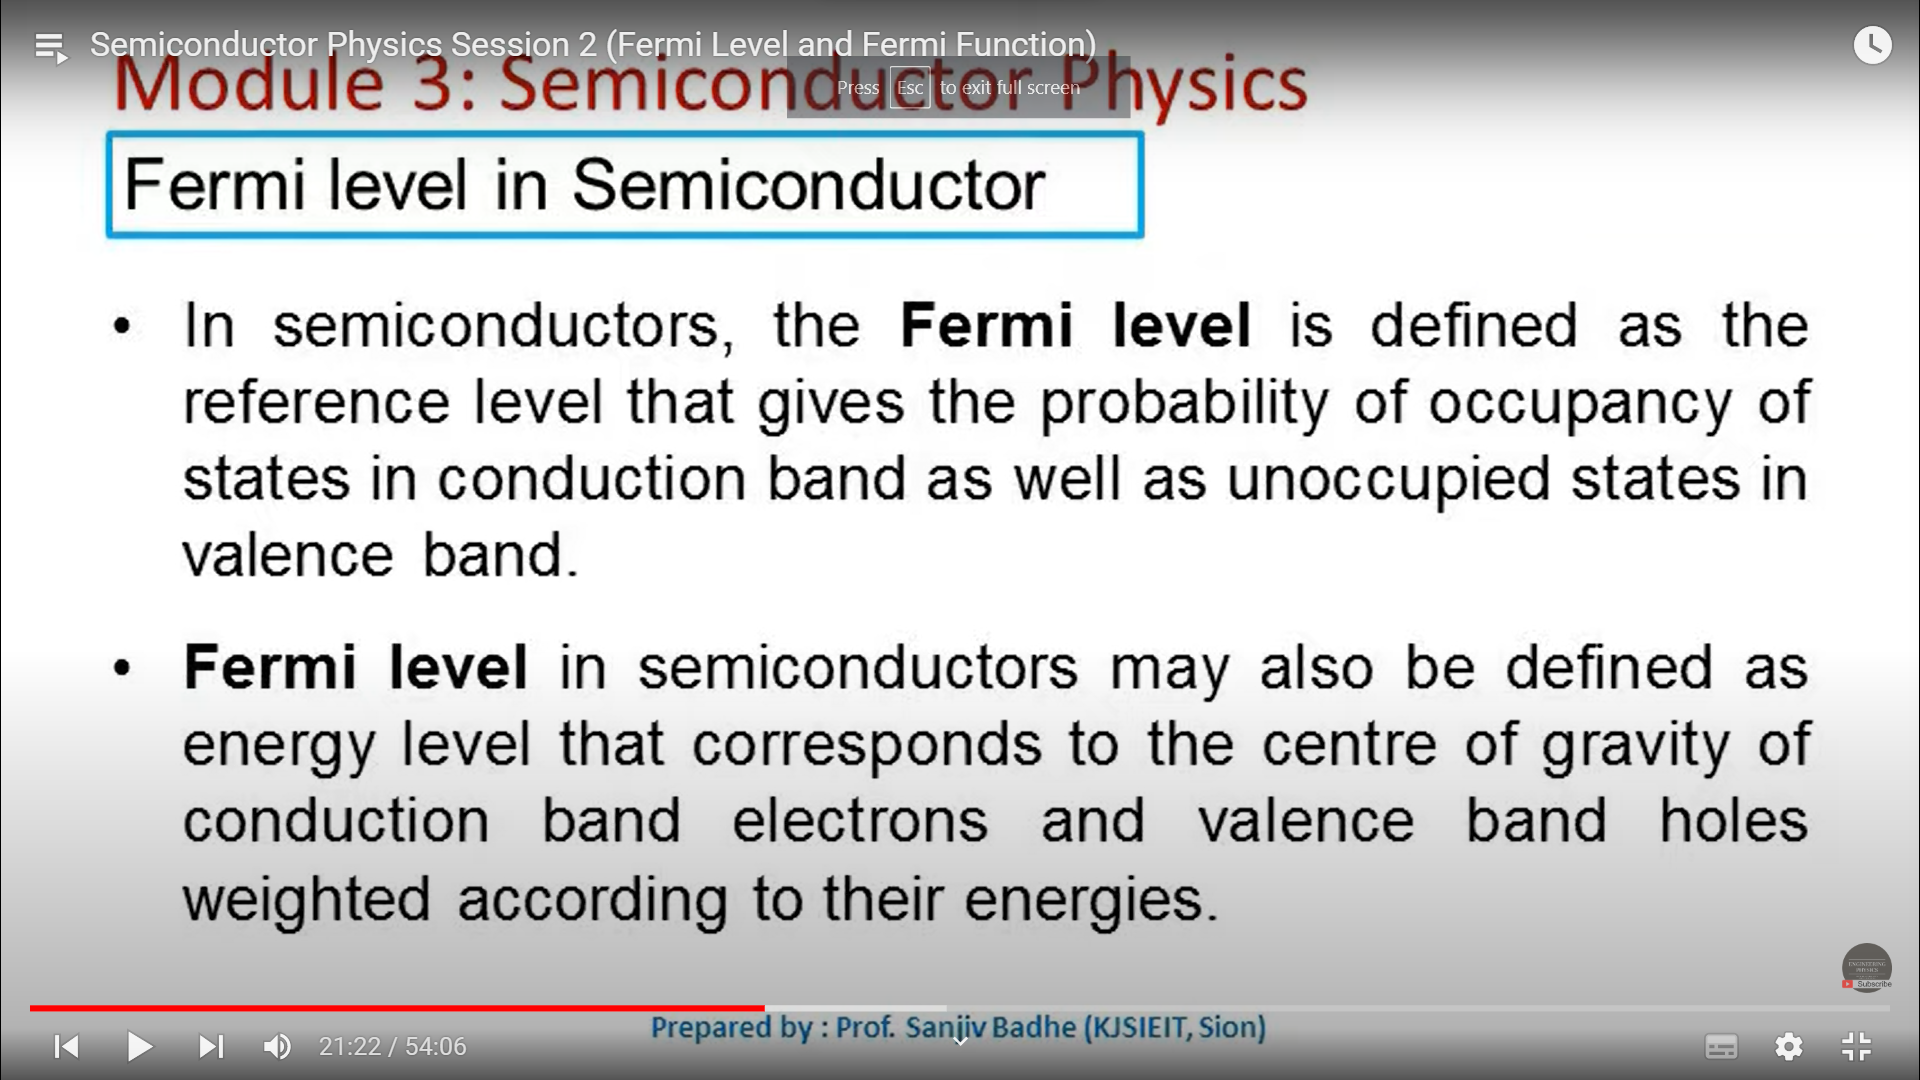 Semiconductor Physics Session 2 (Fermi Level and Fermi Function)
Module 3: Semiconductor Physics
Press Esc to exit full screen
Fermi level in Semiconductor
• In semiconductors, the Fermi level is defined as the
reference level that gives the probability of occupancy of
states in conduction band as well as unoccupied states in
valence band.
• Fermi level in semiconductors may also be defined as
energy level that corresponds to the centre of gravity of
conduction band electrons and valence band holes
weighted according to their energies.
ENGINEERING
PHYSICS
Subscribe
Prepared by : Prof. Sanjiv Badhe (KJSIEIT, Sion)
21:22 / 54:06